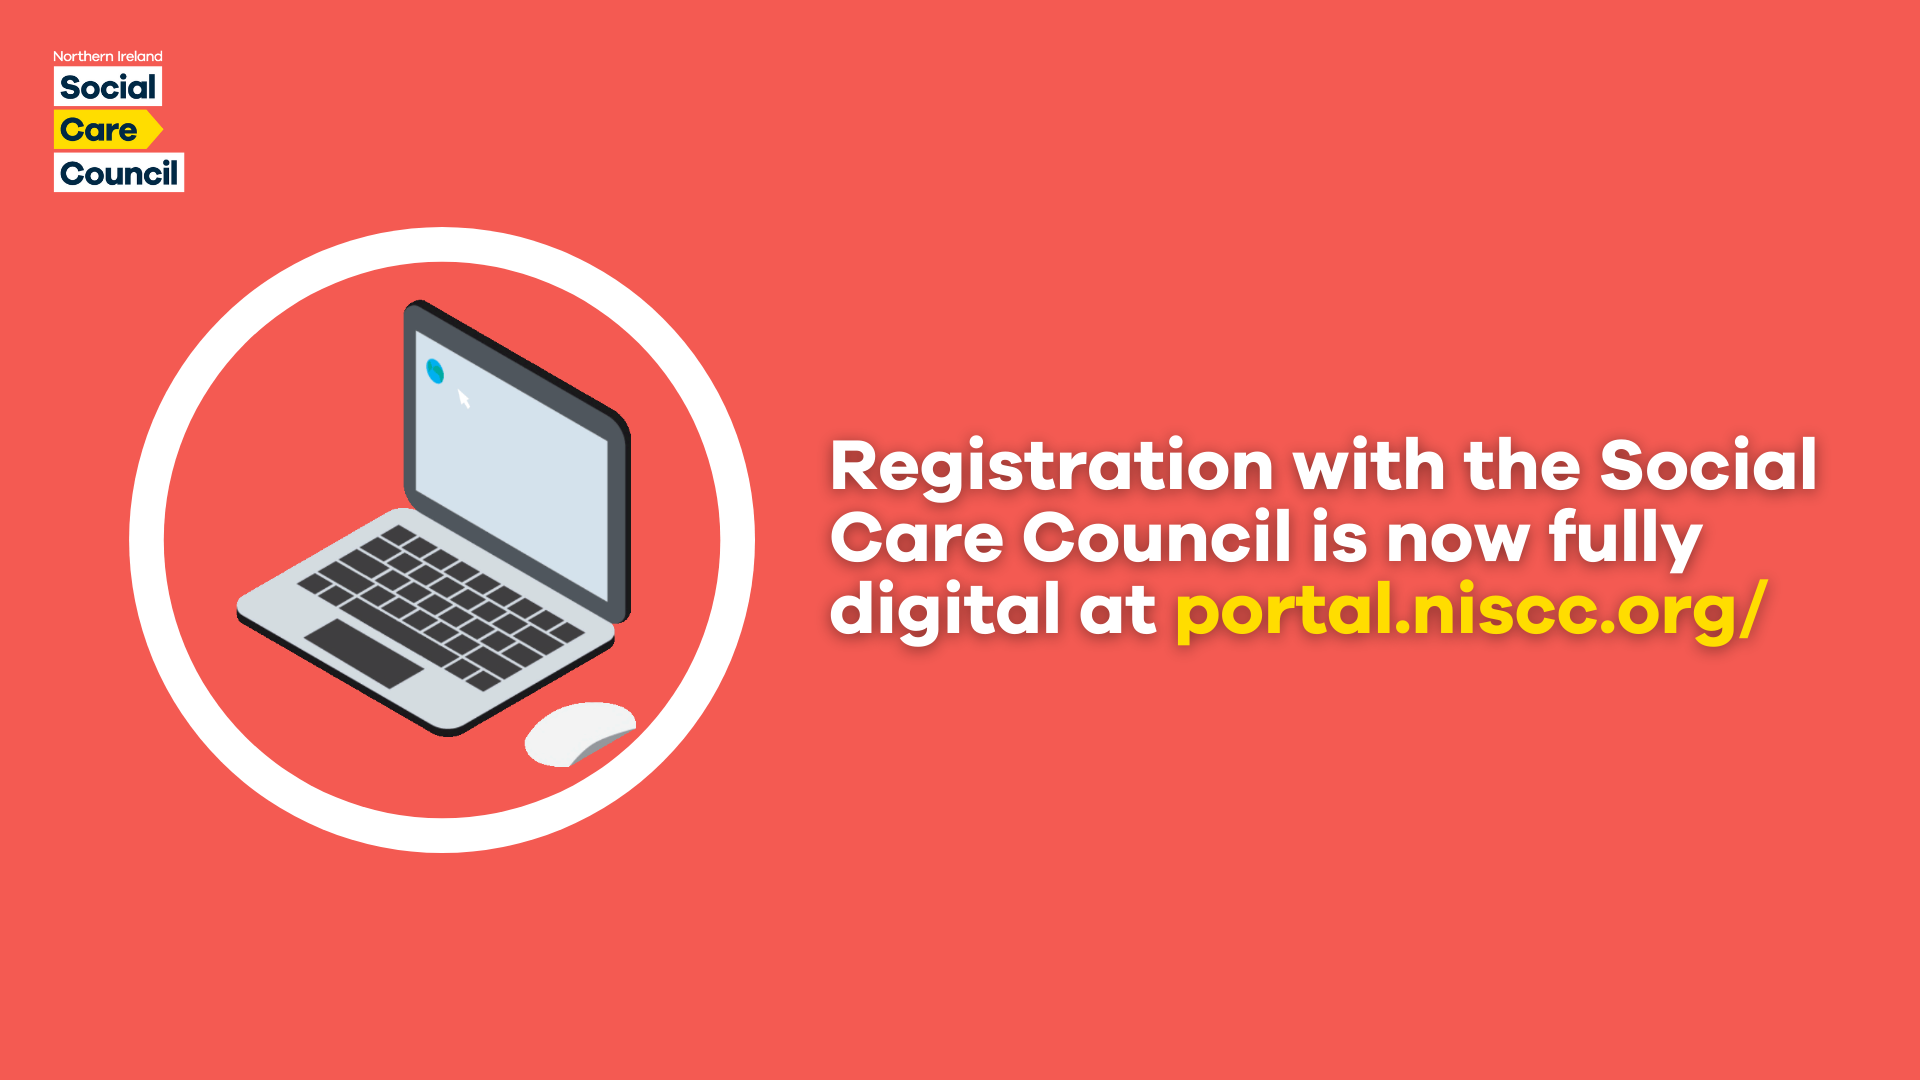 Northern Ireland
Social
Care
Council
Registration with the Social
Care Council is now fully
digital at portal.niscc.org/